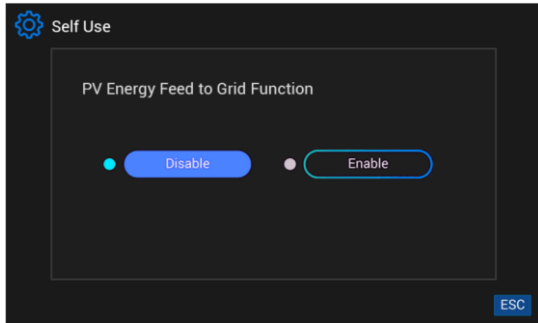 Self Use
PV Energy Feed to Grid Function
Disable
Enable
ESC